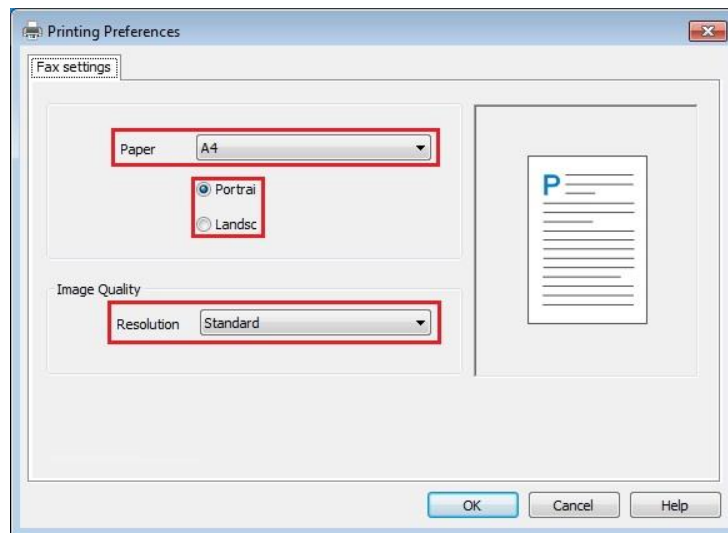 Printing Preferences
Fax settings
Paper A4
Portrai
Landsc
P
Image Quality
Resolution Standard
OK Cancel Help